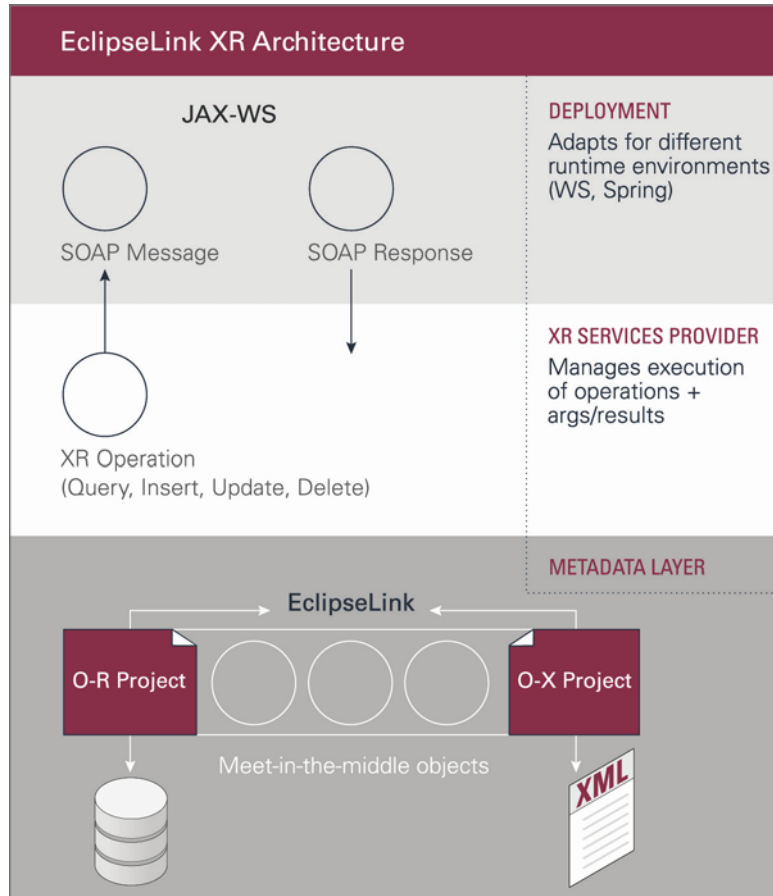 EclipseLink XR Architecture
JAX-WS
SOAP Message
SOAP Response
DEPLOYMENT
Adapts for different
runtime environments
(WS, Spring)
XR Operation
(Query, Insert, Update, Delete)
XR SERVICES PROVIDER
Manages execution
of operations +
args/results
METADATA LAYER
EclipseLink
O-R Project
O-X Project
Meet-in-the-middle objects
XML